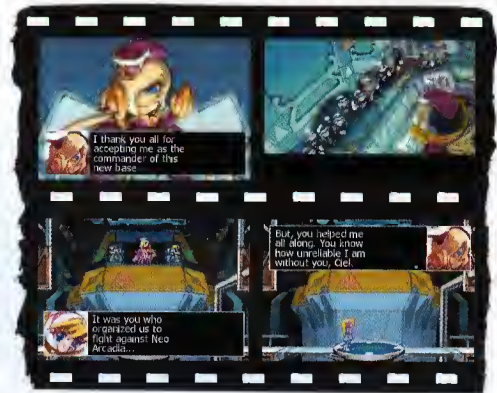 I thank you all for
accepting me as the
commander of this
new base
It was you who
organized us to
fight against Neo
Arcadia...
But, you helped me
all along. You know
how unreliable I am
without you, Ciel.